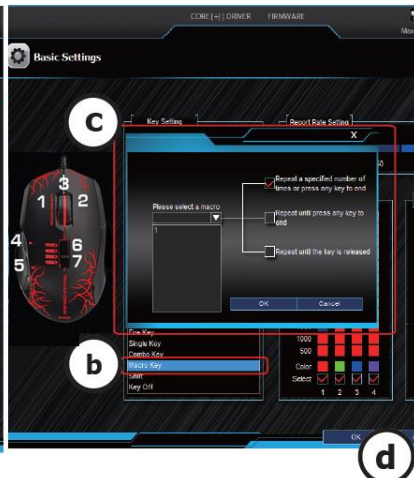 CORE [+] | DRIVER FIRMWARE
Basic Settings
C
Key Setting
Report Rate Setting
X
3
1 2
4
5
6
7
Please select a macro
1
Repeat a specified number of
times or press any key to end
Repeat until press any key to
end
Repeat until the key is released
OK Cancel
b
Fire Key
Single Key
Combo Key
Macro Key
Shift
Key Off
1000
500
Color
Select
1 2 3 4
OK
d